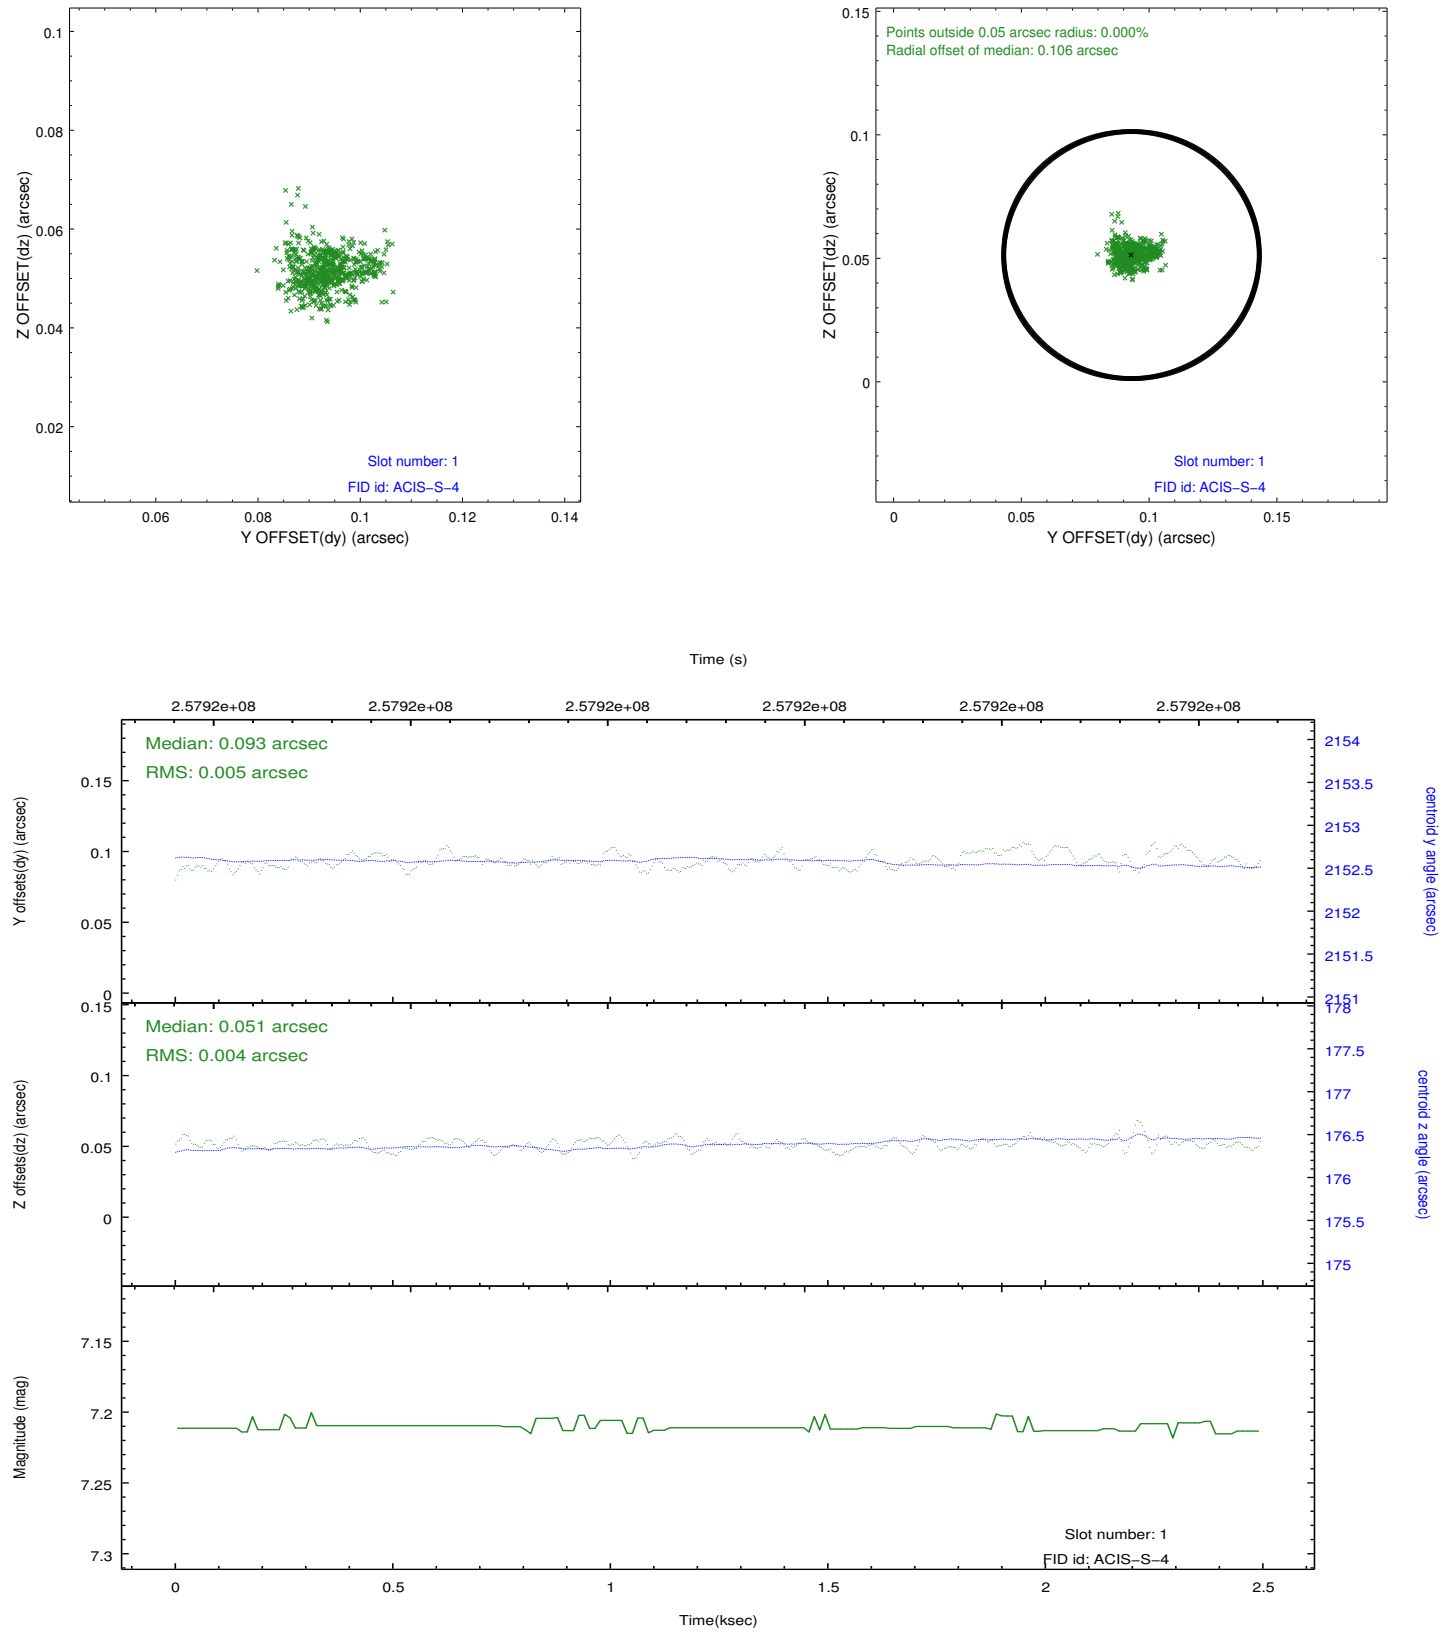 0.1
0.08
0.06
0.04
0.02
Z OFFSET(dz) (arcsec)
Slot number: 1
FID id: ACIS−S−4
0.06
0.08
0.1
0.12
0.14
Y OFFSET(dy) (arcsec)
0.15
0.1
0.05
0
Z OFFSET(dz) (arcsec)
Points outside 0.05 arcsec radius: 0.000%
Radial offset of median: 0.106 arcsec
Slot number: 1
FID id: ACIS−S−4
0
0.05
0.1
0.15
Y OFFSET(dy) (arcsec)
Time (s)
2.5792e+08
2.5792e+08
2.5792e+08
2.5792e+08
2.5792e+08
2.5792e+08
Median: 0.093 arcsec
RMS: 0.005 arcsec
0.15
0.1
0.05
0
Y offsets(dy) (arcsec)
2154
2153.5
2153
2152.5
2152
2151.5
2151
centroid y angle (arcsec)
Median: 0.051 arcsec
RMS: 0.004 arcsec
0.15
0.1
0.05
0
Z offsets(dz) (arcsec)
178
177.5
177
176.5
176
175.5
175
centroid z angle (arcsec)
7.15
7.2
7.25
7.3
Magnitude (mag)
Slot number: 1
FID id: ACIS−S−4
0
0.5
1
1.5
2
2.5
Time(ksec)